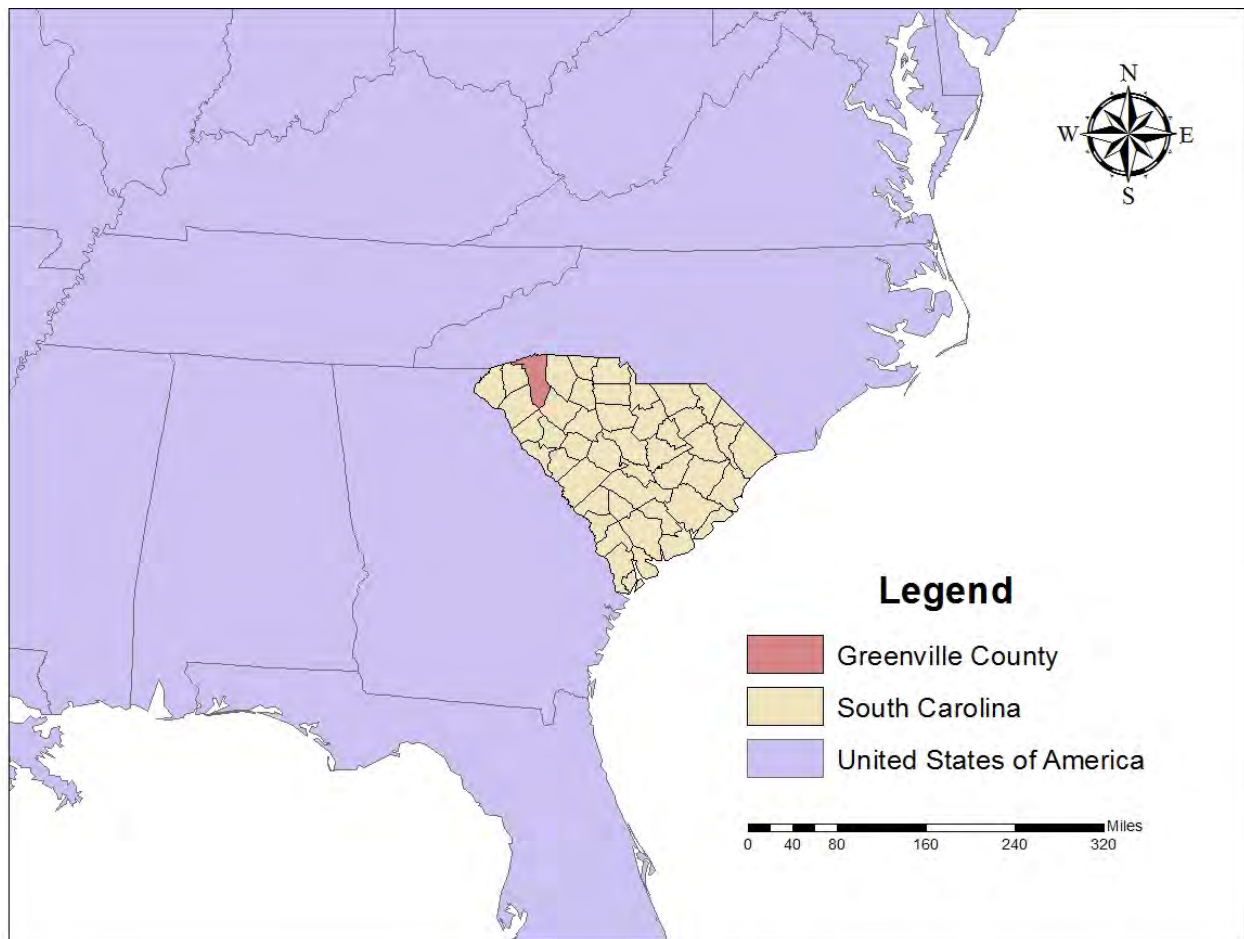 N
W E
S
Legend
Greenville County
South Carolina
United States of America
Miles
0 40 80 160 240 320